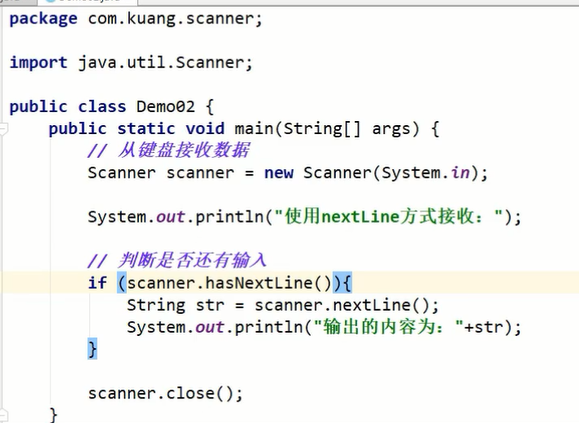 package com.kuang.scanner;
import java.util.Scanner;
public class Demo02 {
public static void main(String[] args) {
// 从键盘接收数据
Scanner scanner = new Scanner(System.in);
System.out.println("使用nextLine方式接收：");
// 判断是否还有输入
if (scanner.hasNextLine()){
String str = scanner.nextLine();
System.out.println("输出的内容为："+str);
}
scanner.close();
}